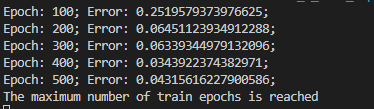 Epoch: 100; Error: 0.2519579373976625;
Epoch: 200; Error: 0.06451123934912288;
Epoch: 300; Error: 0.06339344979132096;
Epoch: 400; Error: 0.0343922374382971;
Epoch: 500; Error: 0.04315616227900586;
The maximum number of train epochs is reached